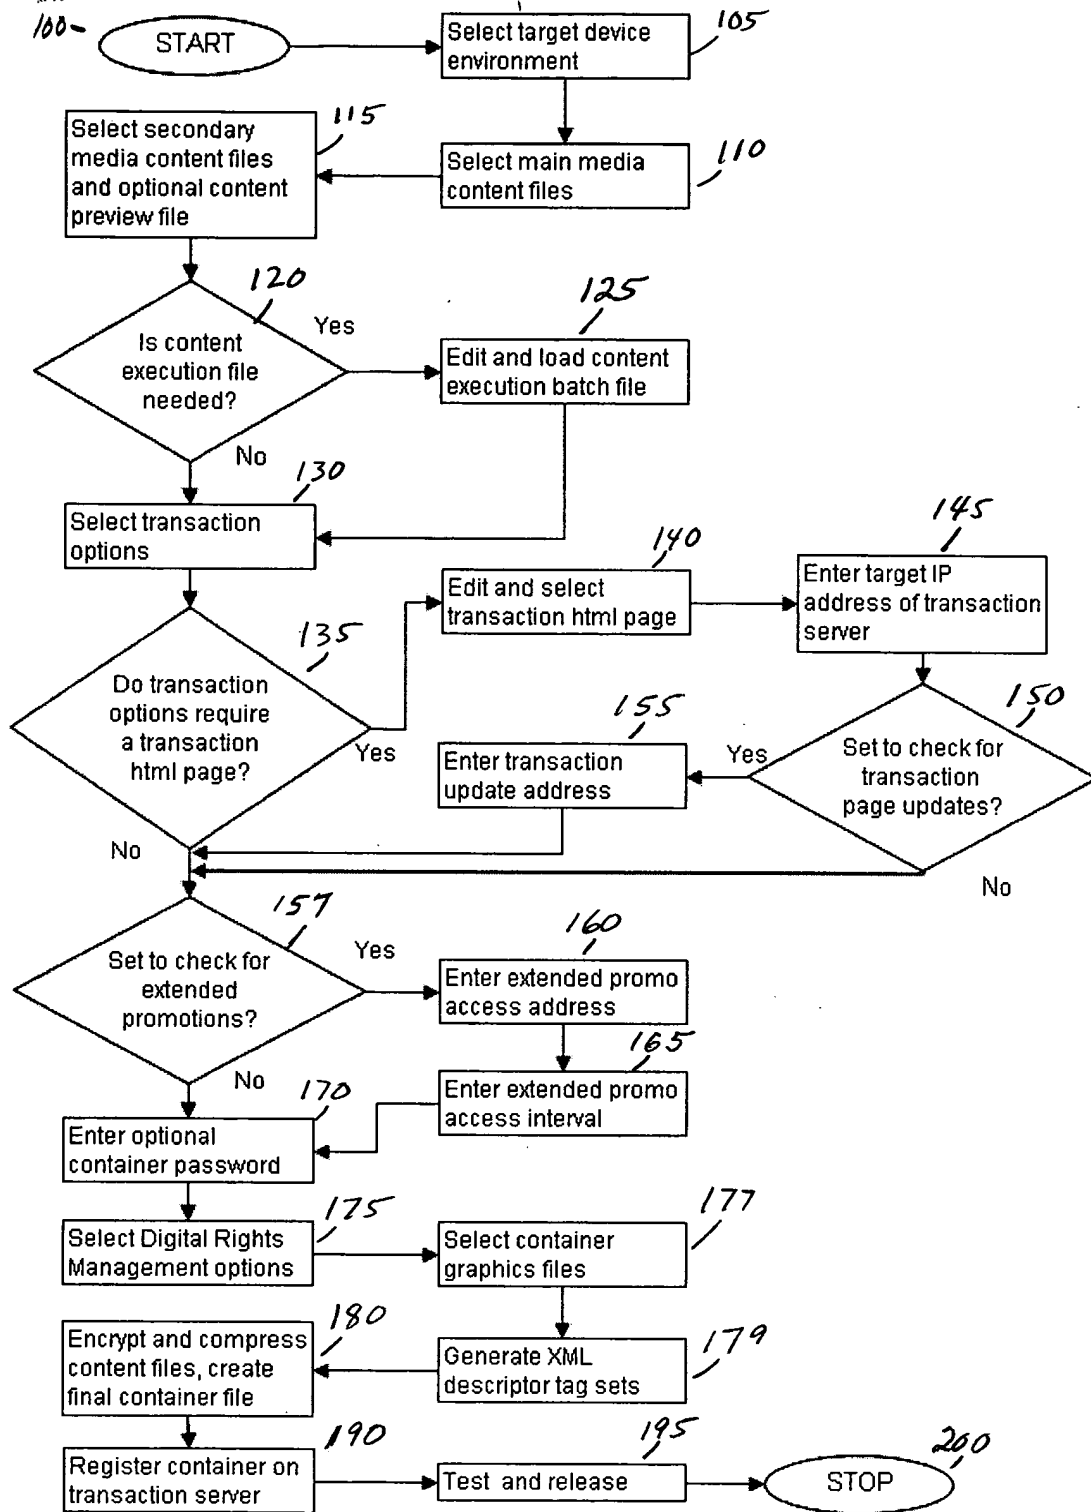 100
START
Select target device
environment
105
Select main media
content files
110
Select secondary
media content files
and optional content
preview file
115
Is content
execution file
needed?
120
Yes
No
Edit and load content
execution batch file
125
Select transaction
options
130
Do transaction
options require
a transaction
html page?
135
Yes
No
Edit and select
transaction html page
140
Enter target IP
address of transaction
server
145
Set to check for
transaction
page updates?
150
Yes
No
Enter transaction
update address
155
Set to check for
extended
promotions?
157
Yes
No
Enter extended promo
access address
160
Enter extended promo
access interval
165
Enter optional
container password
170
Select Digital Rights
Management options
175
Select container
graphics files
177
Generate XML
descriptor tag sets
179
Encrypt and compress
content files, create
final container file
180
Register container on
transaction server
190
Test and release
195
STOP
200